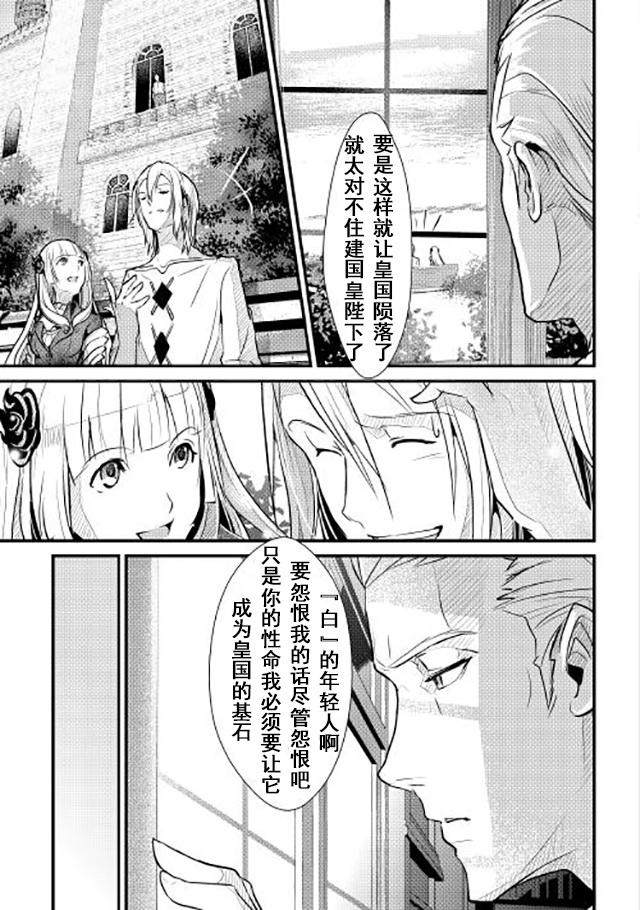 要是这样就让皇国陨落了
就太对不住建国皇陛下了
『白』的年轻人啊
要怨恨我的话尽管怨恨吧
只是你的性命我必须要让它
成为皇国的基石